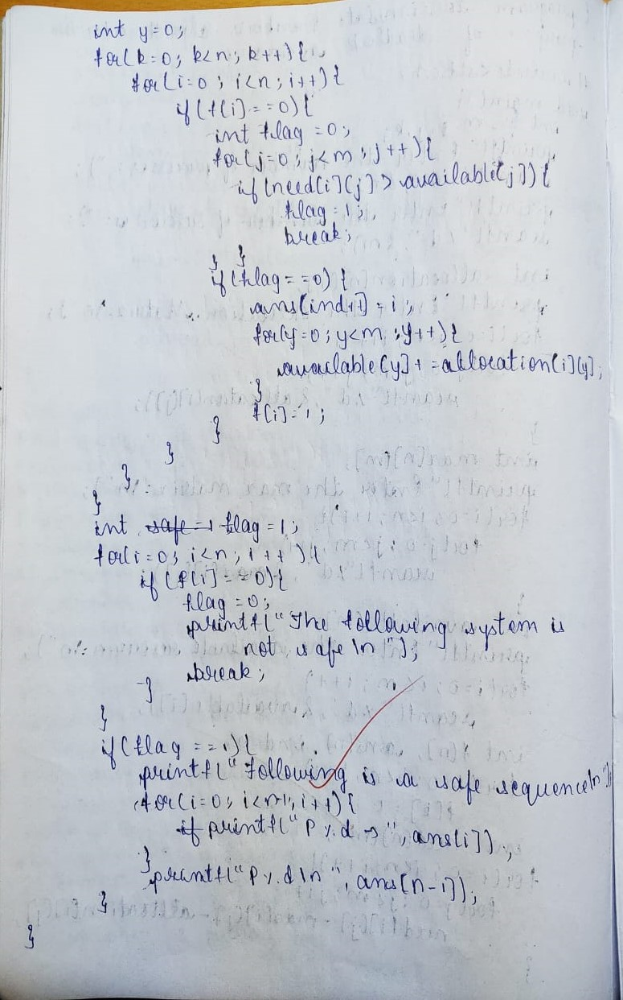 int y=0;
for(k=0; k<n; k++){
for(i=0; i<n; i++){
if(f[i]==0){
int flag =0;
for(j=0; j<m; j++){
if(need[i][j] > available[j]){
flag=1;
break;
} }
if(flag==0) {
ans[ind++] = i;
for(y=0; y<m; y++){
available[y] += allocation[i][y];
}
f[i]=1;
}
}
}
}
int safe=1 flag=1;
for(i=0; i<n; i++){
if (f[i]==0){
flag=0;
printf("The following system is
not safe \n");
break;
}
}
if(flag ==1){
printf("Following is a safe sequence\n")
for(i=0; i<n-1; i++){
if printf("P %d ->", ans[i]);
}
printf("P %d \n", ans[n-1]);
}
}